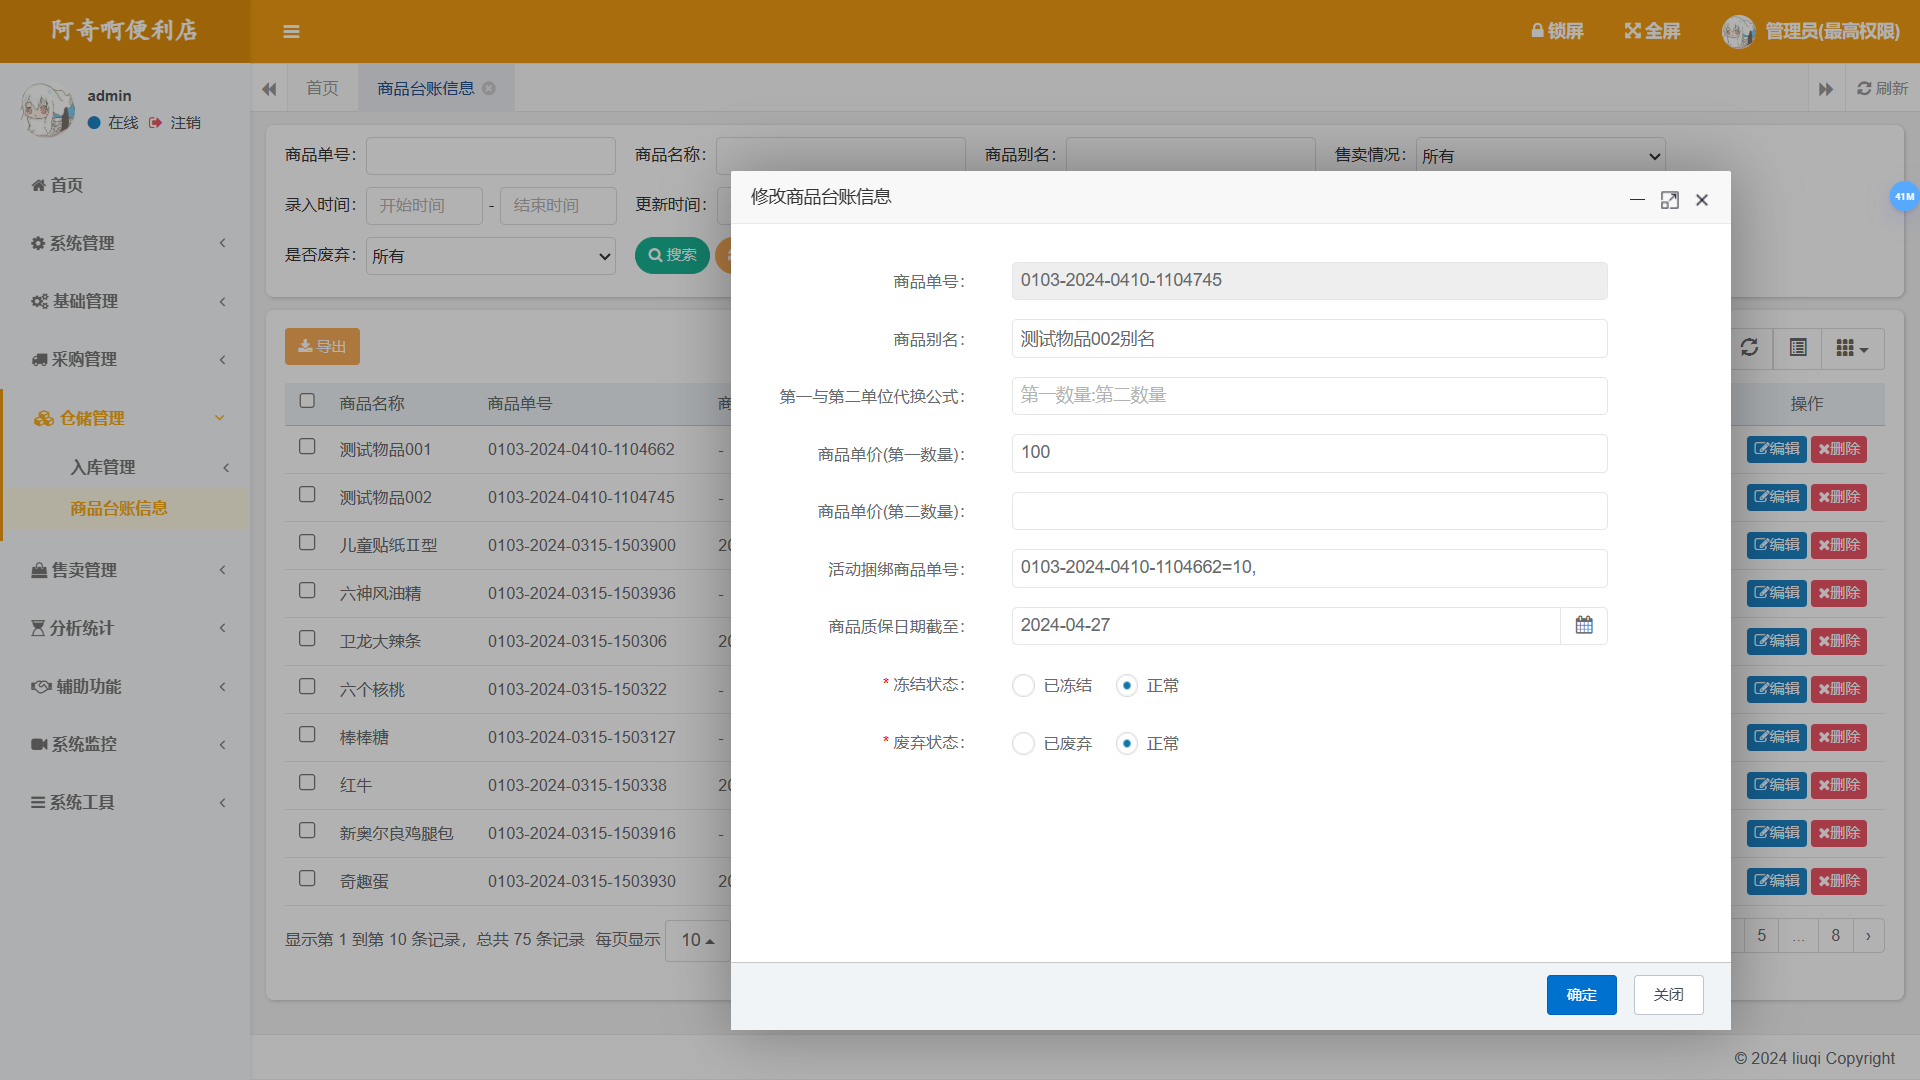 阿奇啊便利店
锁屏 全屏 管理员(最高权限)
admin
在线 注销
首页 商品台账信息 刷新
首页
系统管理
基础管理
采购管理
仓储管理
入库管理
商品台账信息
售卖管理
分析统计
辅助功能
系统监控
系统工具
商品单号： 商品名称： 商品别名： 售卖情况： 所有
录入时间： 开始时间 - 结束时间 更新时间：
是否废弃： 所有 搜索
41M
导出
商品名称 商品单号 操作
测试物品001 0103-2024-0410-1104662 - 编辑 删除
测试物品002 0103-2024-0410-1104745 - 编辑 删除
儿童贴纸II型 0103-2024-0315-1503900 20 编辑 删除
六神风油精 0103-2024-0315-1503936 - 编辑 删除
卫龙大辣条 0103-2024-0315-150306 20 编辑 删除
六个核桃 0103-2024-0315-150322 - 编辑 删除
棒棒糖 0103-2024-0315-1503127 - 编辑 删除
红牛 0103-2024-0315-150338 20 编辑 删除
新奥尔良鸡腿包 0103-2024-0315-1503916 - 编辑 删除
奇趣蛋 0103-2024-0315-1503930 20 编辑 删除
显示第 1 到第 10 条记录，总共 75 条记录 每页显示 10
5 ... 8 ›
修改商品台账信息
商品单号： 0103-2024-0410-1104745
商品别名： 测试物品002别名
第一与第二单位代换公式： 第一数量:第二数量
商品单价(第一数量)： 100
商品单价(第二数量)：
活动捆绑商品单号： 0103-2024-0410-1104662=10,
商品质保日期截至： 2024-04-27
* 冻结状态： 已冻结 正常
* 废弃状态： 已废弃 正常
确定 关闭
© 2024 liuqi Copyright